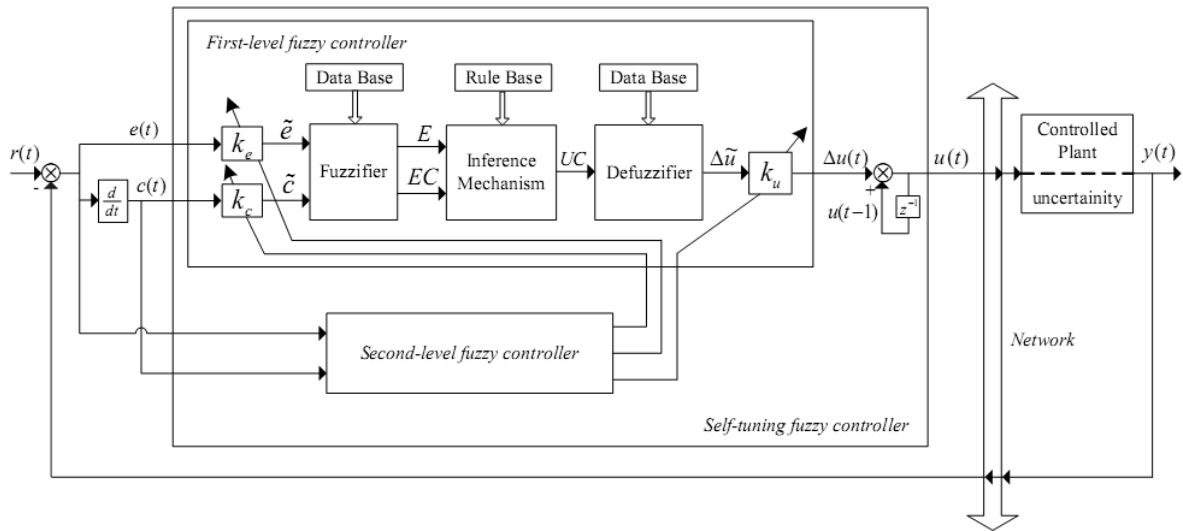 First-level fuzzy controller
Data Base
Rule Base
Data Base
r(t)
-
e(t)
k_e
ẽ
Fuzzifier
E
Inference
Mechanism
UC
Defuzzifier
Δũ
k_u
Δu(t)
u(t)
Controlled
Plant
uncertainity
y(t)
d/dt
c(t)
k_c
c̃
EC
+
u(t−1)
z⁻¹
Second-level fuzzy controller
Network
Self-tuning fuzzy controller